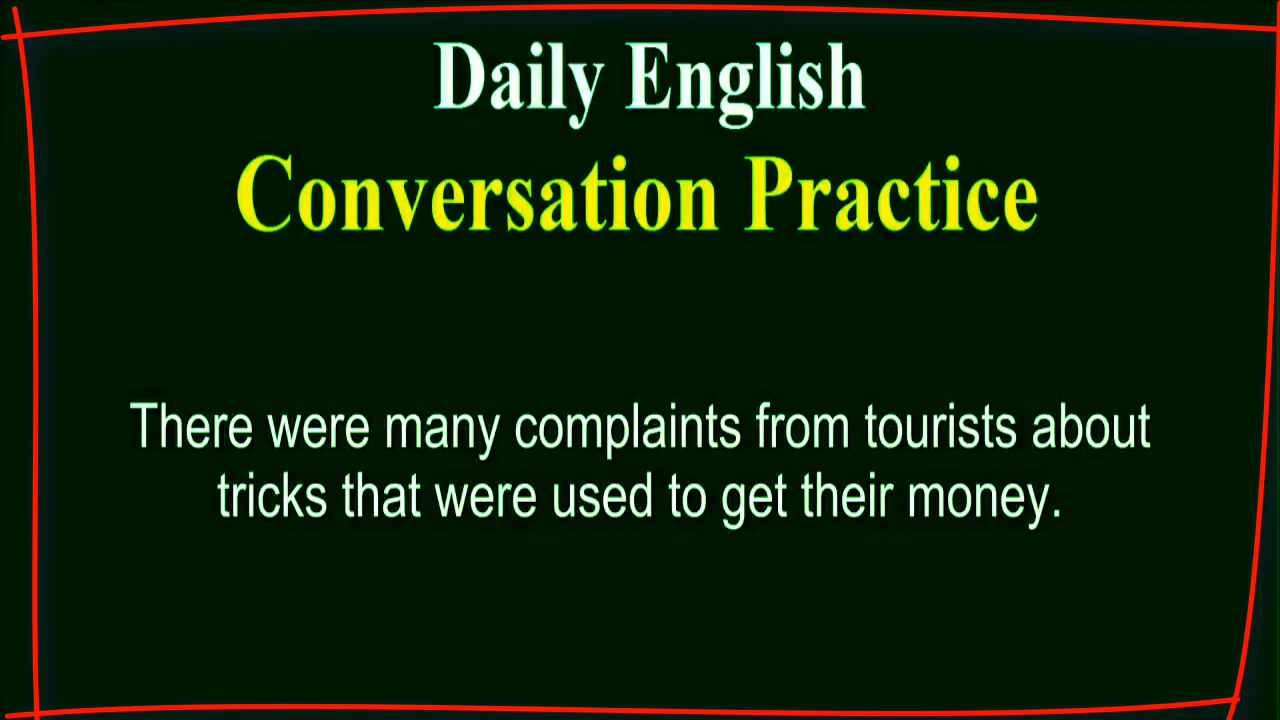 Daily English
Conversation Practice
There were many complaints from tourists about
tricks that were used to get their money.